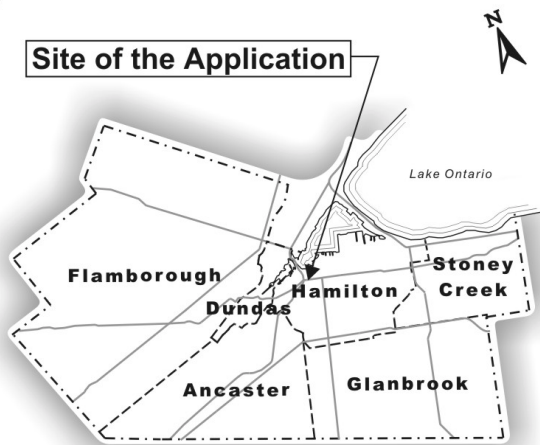 N
Site of the Application
Lake Ontario
Flamborough
Stoney
Creek
Hamilton
Dundas
Ancaster
Glanbrook